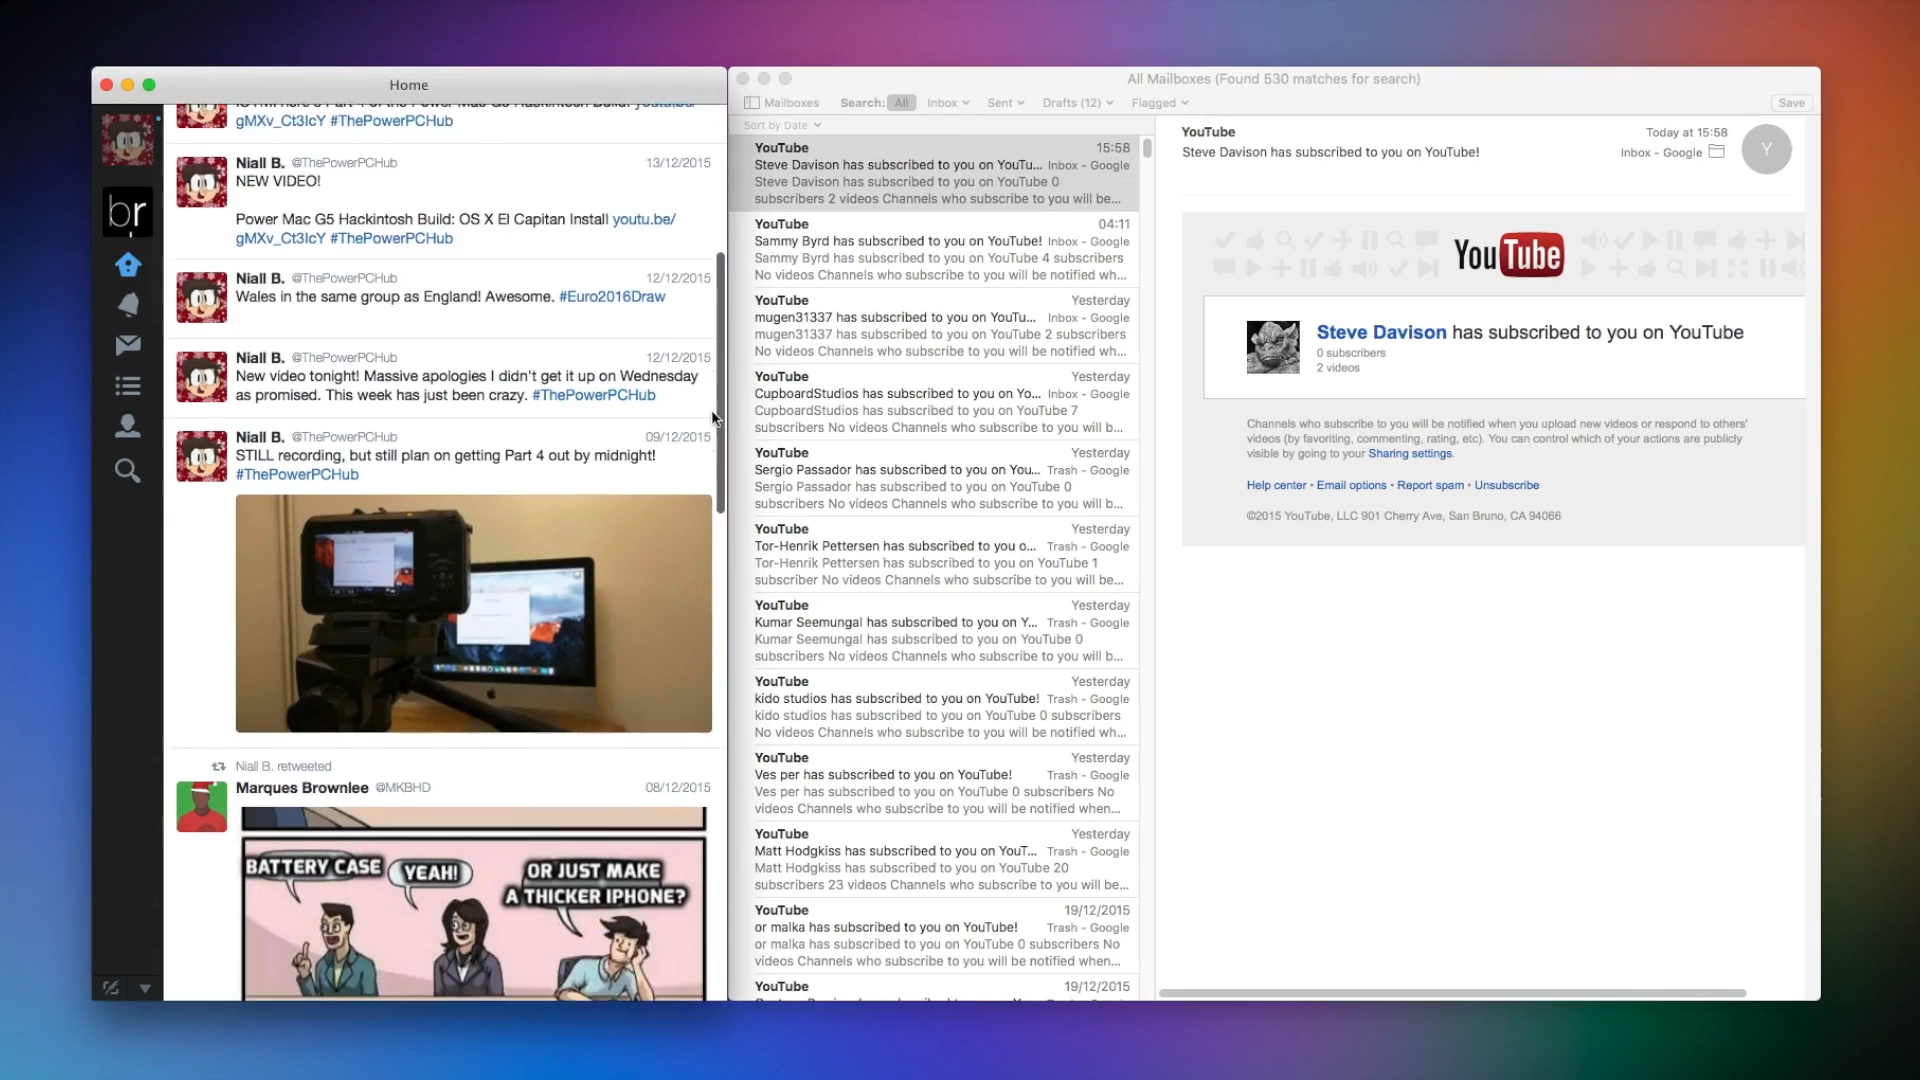 Home
gMXv_Ct3IcY #ThePowerPCHub
Niall B. @ThePowerPCHub 13/12/2015
NEW VIDEO!
Power Mac G5 Hackintosh Build: OS X El Capitan Install youtu.be/
gMXv_Ct3IcY #ThePowerPCHub
Niall B. @ThePowerPCHub 12/12/2015
Wales in the same group as England! Awesome. #Euro2016Draw
Niall B. @ThePowerPCHub 12/12/2015
New video tonight! Massive apologies I didn't get it up on Wednesday
as promised. This week has just been crazy. #ThePowerPCHub
Niall B. @ThePowerPCHub 09/12/2015
STILL recording, but still plan on getting Part 4 out by midnight!
#ThePowerPCHub
Niall B. retweeted
Marques Brownlee @MKBHD 08/12/2015
BATTERY CASE
YEAH!
OR JUST MAKE
A THICKER IPHONE?
br
All Mailboxes (Found 530 matches for search)
Mailboxes Search: All Inbox Sent Drafts (12) Flagged Save
Sort by Date
YouTube 15:58
Steve Davison has subscribed to you on YouTu... Inbox - Google
Steve Davison has subscribed to you on YouTube 0
subscribers 2 videos Channels who subscribe to you will be...
YouTube 04:11
Sammy Byrd has subscribed to you on YouTube! Inbox - Google
Sammy Byrd has subscribed to you on YouTube 4 subscribers
No videos Channels who subscribe to you will be notified wh...
YouTube Yesterday
mugen31337 has subscribed to you on YouTu... Inbox - Google
mugen31337 has subscribed to you on YouTube 2 subscribers
No videos Channels who subscribe to you will be notified wh...
YouTube Yesterday
CupboardStudios has subscribed to you on Yo... Inbox - Google
CupboardStudios has subscribed to you on YouTube 7
subscribers No videos Channels who subscribe to you will b...
YouTube Yesterday
Sergio Passador has subscribed to you on You... Trash - Google
Sergio Passador has subscribed to you on YouTube 0
subscribers No videos Channels who subscribe to you will b...
YouTube Yesterday
Tor-Henrik Pettersen has subscribed to you o... Trash - Google
Tor-Henrik Pettersen has subscribed to you on YouTube 1
subscriber No videos Channels who subscribe to you will be...
YouTube Yesterday
Kumar Seemungal has subscribed to you on Y... Trash - Google
Kumar Seemungal has subscribed to you on YouTube 0
subscribers No videos Channels who subscribe to you will b...
YouTube Yesterday
kido studios has subscribed to you on YouTube! Trash - Google
kido studios has subscribed to you on YouTube 0 subscribers
No videos Channels who subscribe to you will be notified wh...
YouTube Yesterday
Ves per has subscribed to you on YouTube! Trash - Google
Ves per has subscribed to you on YouTube 0 subscribers No
videos Channels who subscribe to you will be notified when...
YouTube Yesterday
Matt Hodgkiss has subscribed to you on YouT... Trash - Google
Matt Hodgkiss has subscribed to you on YouTube 20
subscribers 23 videos Channels who subscribe to you will be...
YouTube 19/12/2015
or malka has subscribed to you on YouTube! Trash - Google
or malka has subscribed to you on YouTube 0 subscribers No
videos Channels who subscribe to you will be notified when...
YouTube 19/12/2015
YouTube Today at 15:58
Steve Davison has subscribed to you on YouTube! Inbox - Google
Y
YouTube
Steve Davison has subscribed to you on YouTube
0 subscribers
2 videos
Channels who subscribe to you will be notified when you upload new videos or respond to others'
videos (by favoriting, commenting, rating, etc). You can control which of your actions are publicly
visible by going to your Sharing settings.
Help center • Email options • Report spam • Unsubscribe
©2015 YouTube, LLC 901 Cherry Ave, San Bruno, CA 94066